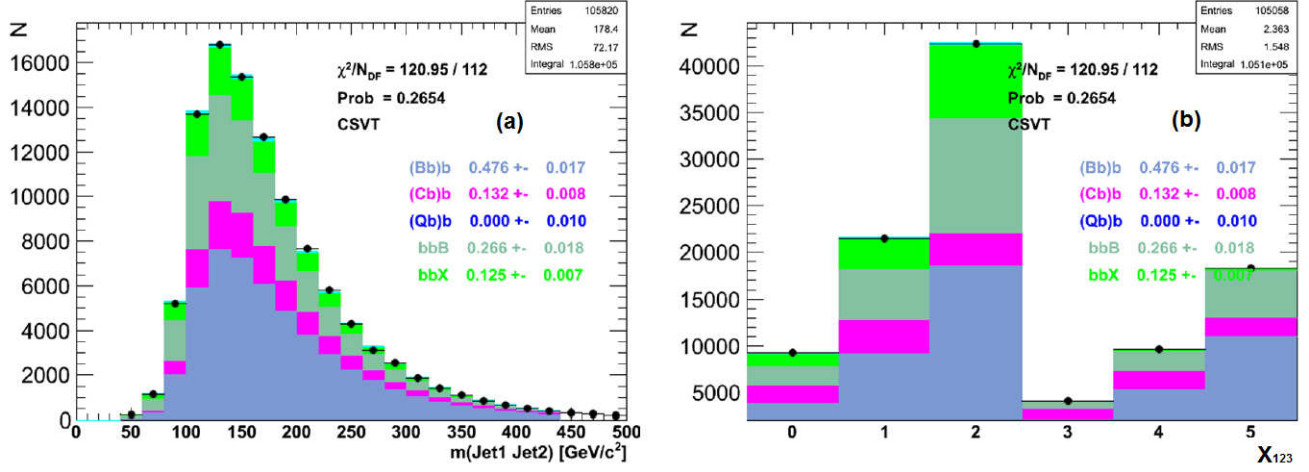 Entries 105820
Mean 178.4
RMS 72.17
Integral 1.058e+05
N
16000
14000
12000
10000
8000
6000
4000
2000
0
χ²/N_DF = 120.95 / 112
Prob = 0.2654
CSVT
(a)
(Bb)b 0.476 +- 0.017
(Cb)b 0.132 +- 0.008
(Qb)b 0.000 +- 0.010
bbB 0.266 +- 0.018
bbX 0.125 +- 0.007
0 50 100 150 200 250 300 350 400 450 500
m(Jet1 Jet2) [GeV/c²]
Entries 105058
Mean 2.363
RMS 1.548
Integral 1.051e+05
N
40000
35000
30000
25000
20000
15000
10000
5000
χ²/N_DF = 120.95 / 112
Prob = 0.2654
CSVT
(b)
(Bb)b 0.476 +- 0.017
(Cb)b 0.132 +- 0.008
(Qb)b 0.000 +- 0.010
bbB 0.266 +- 0.018
bbX 0.125 +- 0.007
0 1 2 3 4 5
X₁₂₃